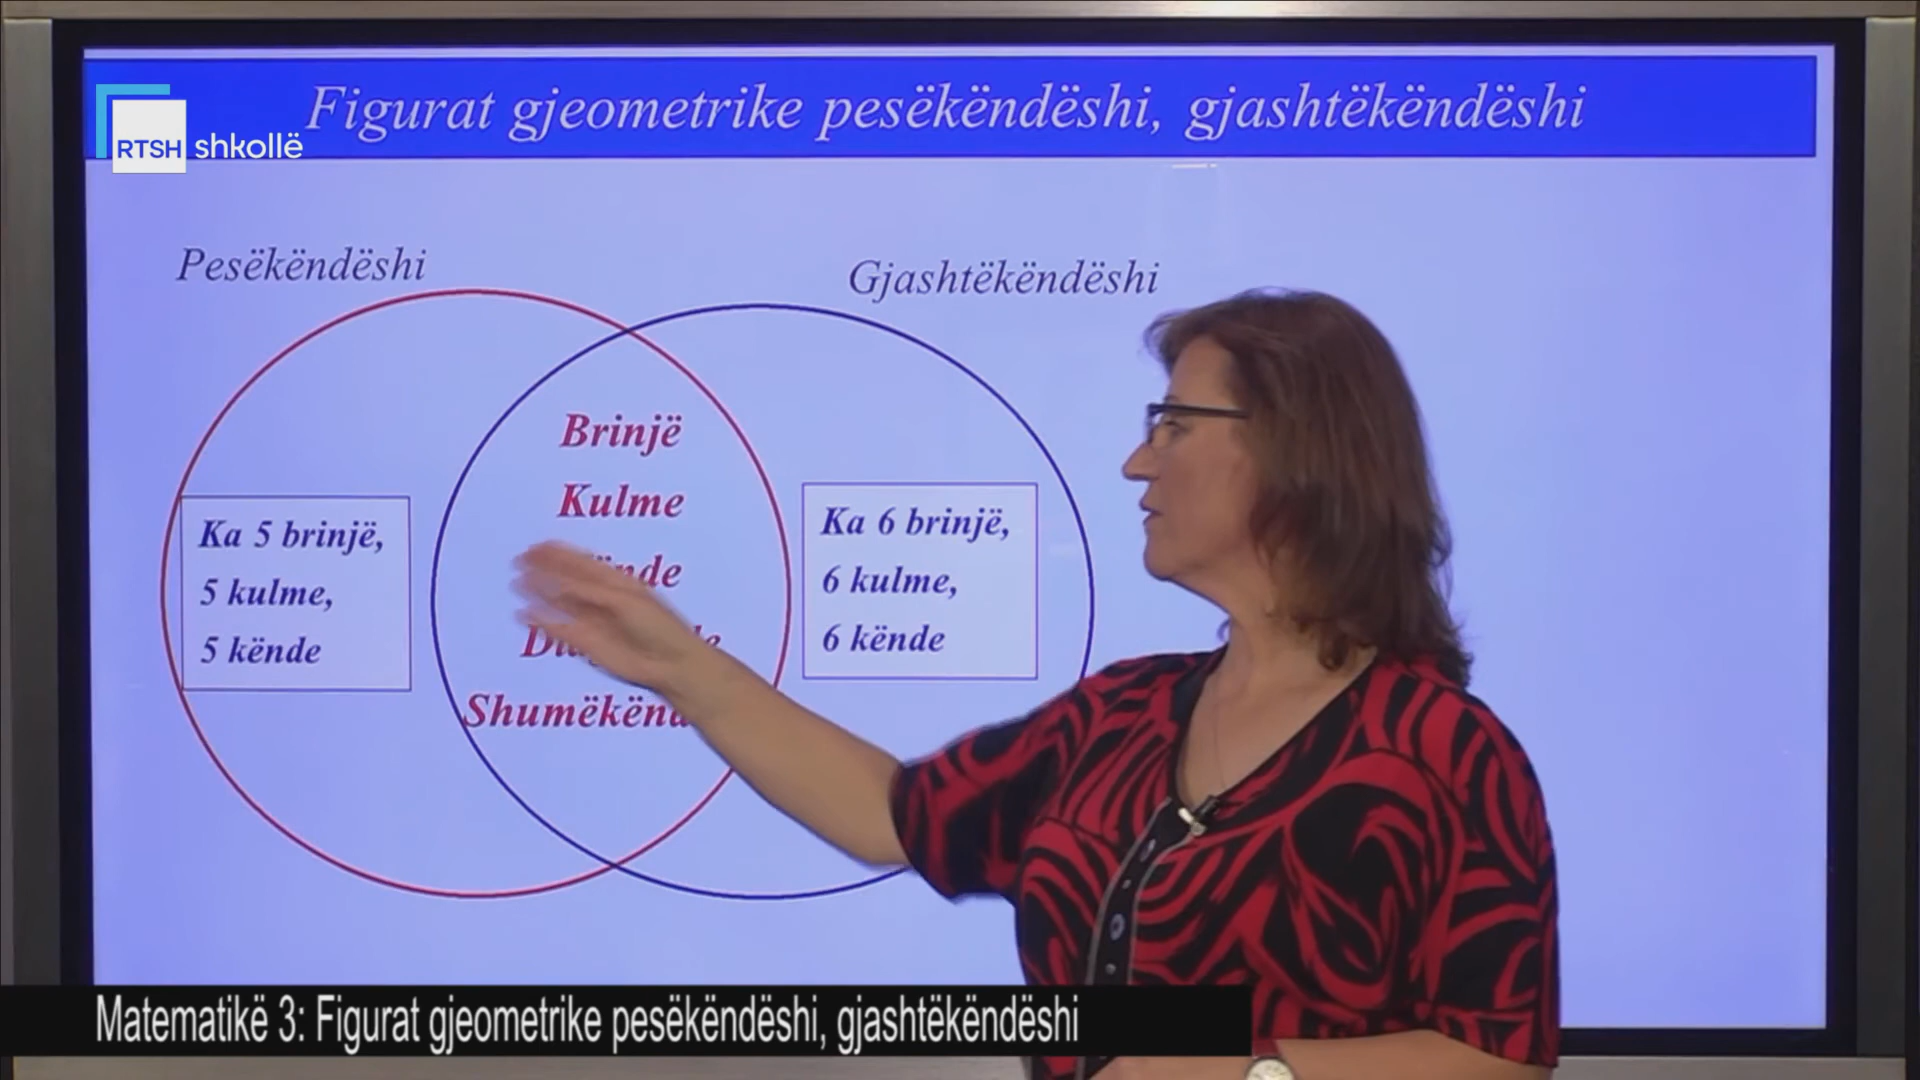 Figurat gjeometrike pesëkëndëshi, gjashtëkëndëshi
RTSH shkollë
Pesëkëndëshi
Gjashtëkëndëshi
Brinjë
Kulme
Ka 5 brinjë,
5 kulme,
5 kënde
Ka 6 brinjë,
6 kulme,
6 kënde
Matematikë 3: Figurat gjeometrike pesëkëndëshi, gjashtëkëndëshi